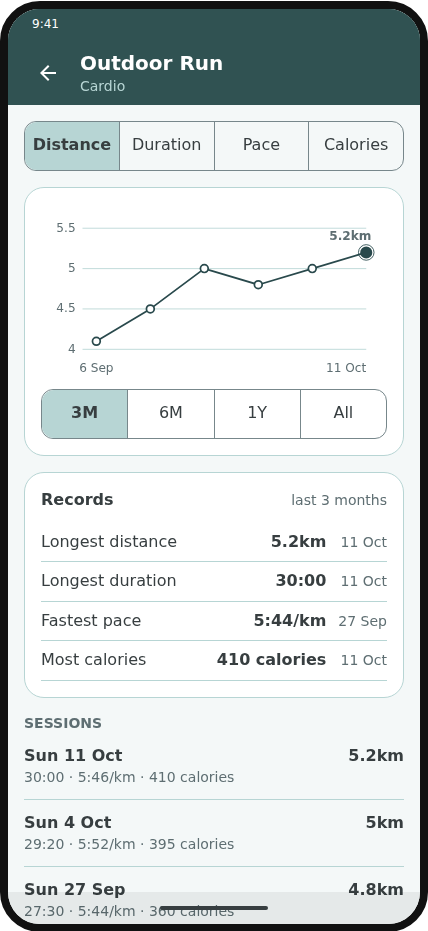 9:41
Outdoor Run
Cardio
Distance Duration Pace Calories
5.5
5.2km
5
4.5
4
6 Sep 11 Oct
3M 6M 1Y All
Records last 3 months
Longest distance 5.2km 11 Oct
Longest duration 30:00 11 Oct
Fastest pace 5:44/km 27 Sep
Most calories 410 calories 11 Oct
SESSIONS
Sun 11 Oct 5.2km
30:00 · 5:46/km · 410 calories
Sun 4 Oct 5km
29:20 · 5:52/km · 395 calories
Sun 27 Sep 4.8km
27:30 · 5:44/km · 360 calories